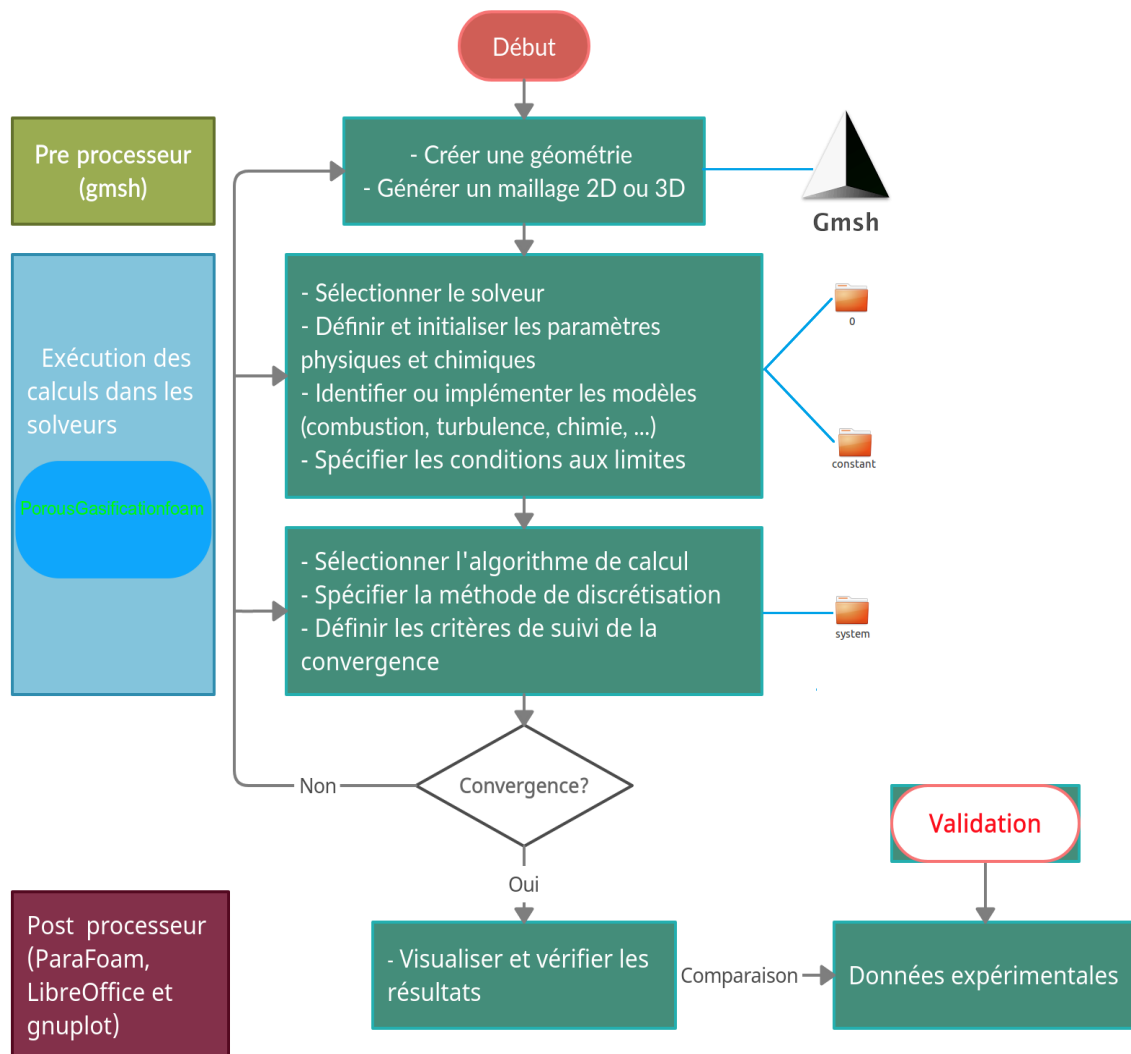 Début
Pre processeur
(gmsh)
- Créer une géométrie
- Générer un maillage 2D ou 3D
Gmsh
Exécution des
calculs dans les
solveurs
PorousGasificationfoam
- Sélectionner le solveur
- Définir et initialiser les paramètres
physiques et chimiques
- Identifier ou implémenter les modèles
(combustion, turbulence, chimie, ...)
- Spécifier les conditions aux limites
0
constant
- Sélectionner l'algorithme de calcul
- Spécifier la méthode de discrétisation
- Définir les critères de suivi de la
convergence
system
Non
Convergence?
Oui
Validation
Post processeur
(ParaFoam,
LibreOffice et
gnuplot)
- Visualiser et vérifier les
résultats
Comparaison
Données expérimentales